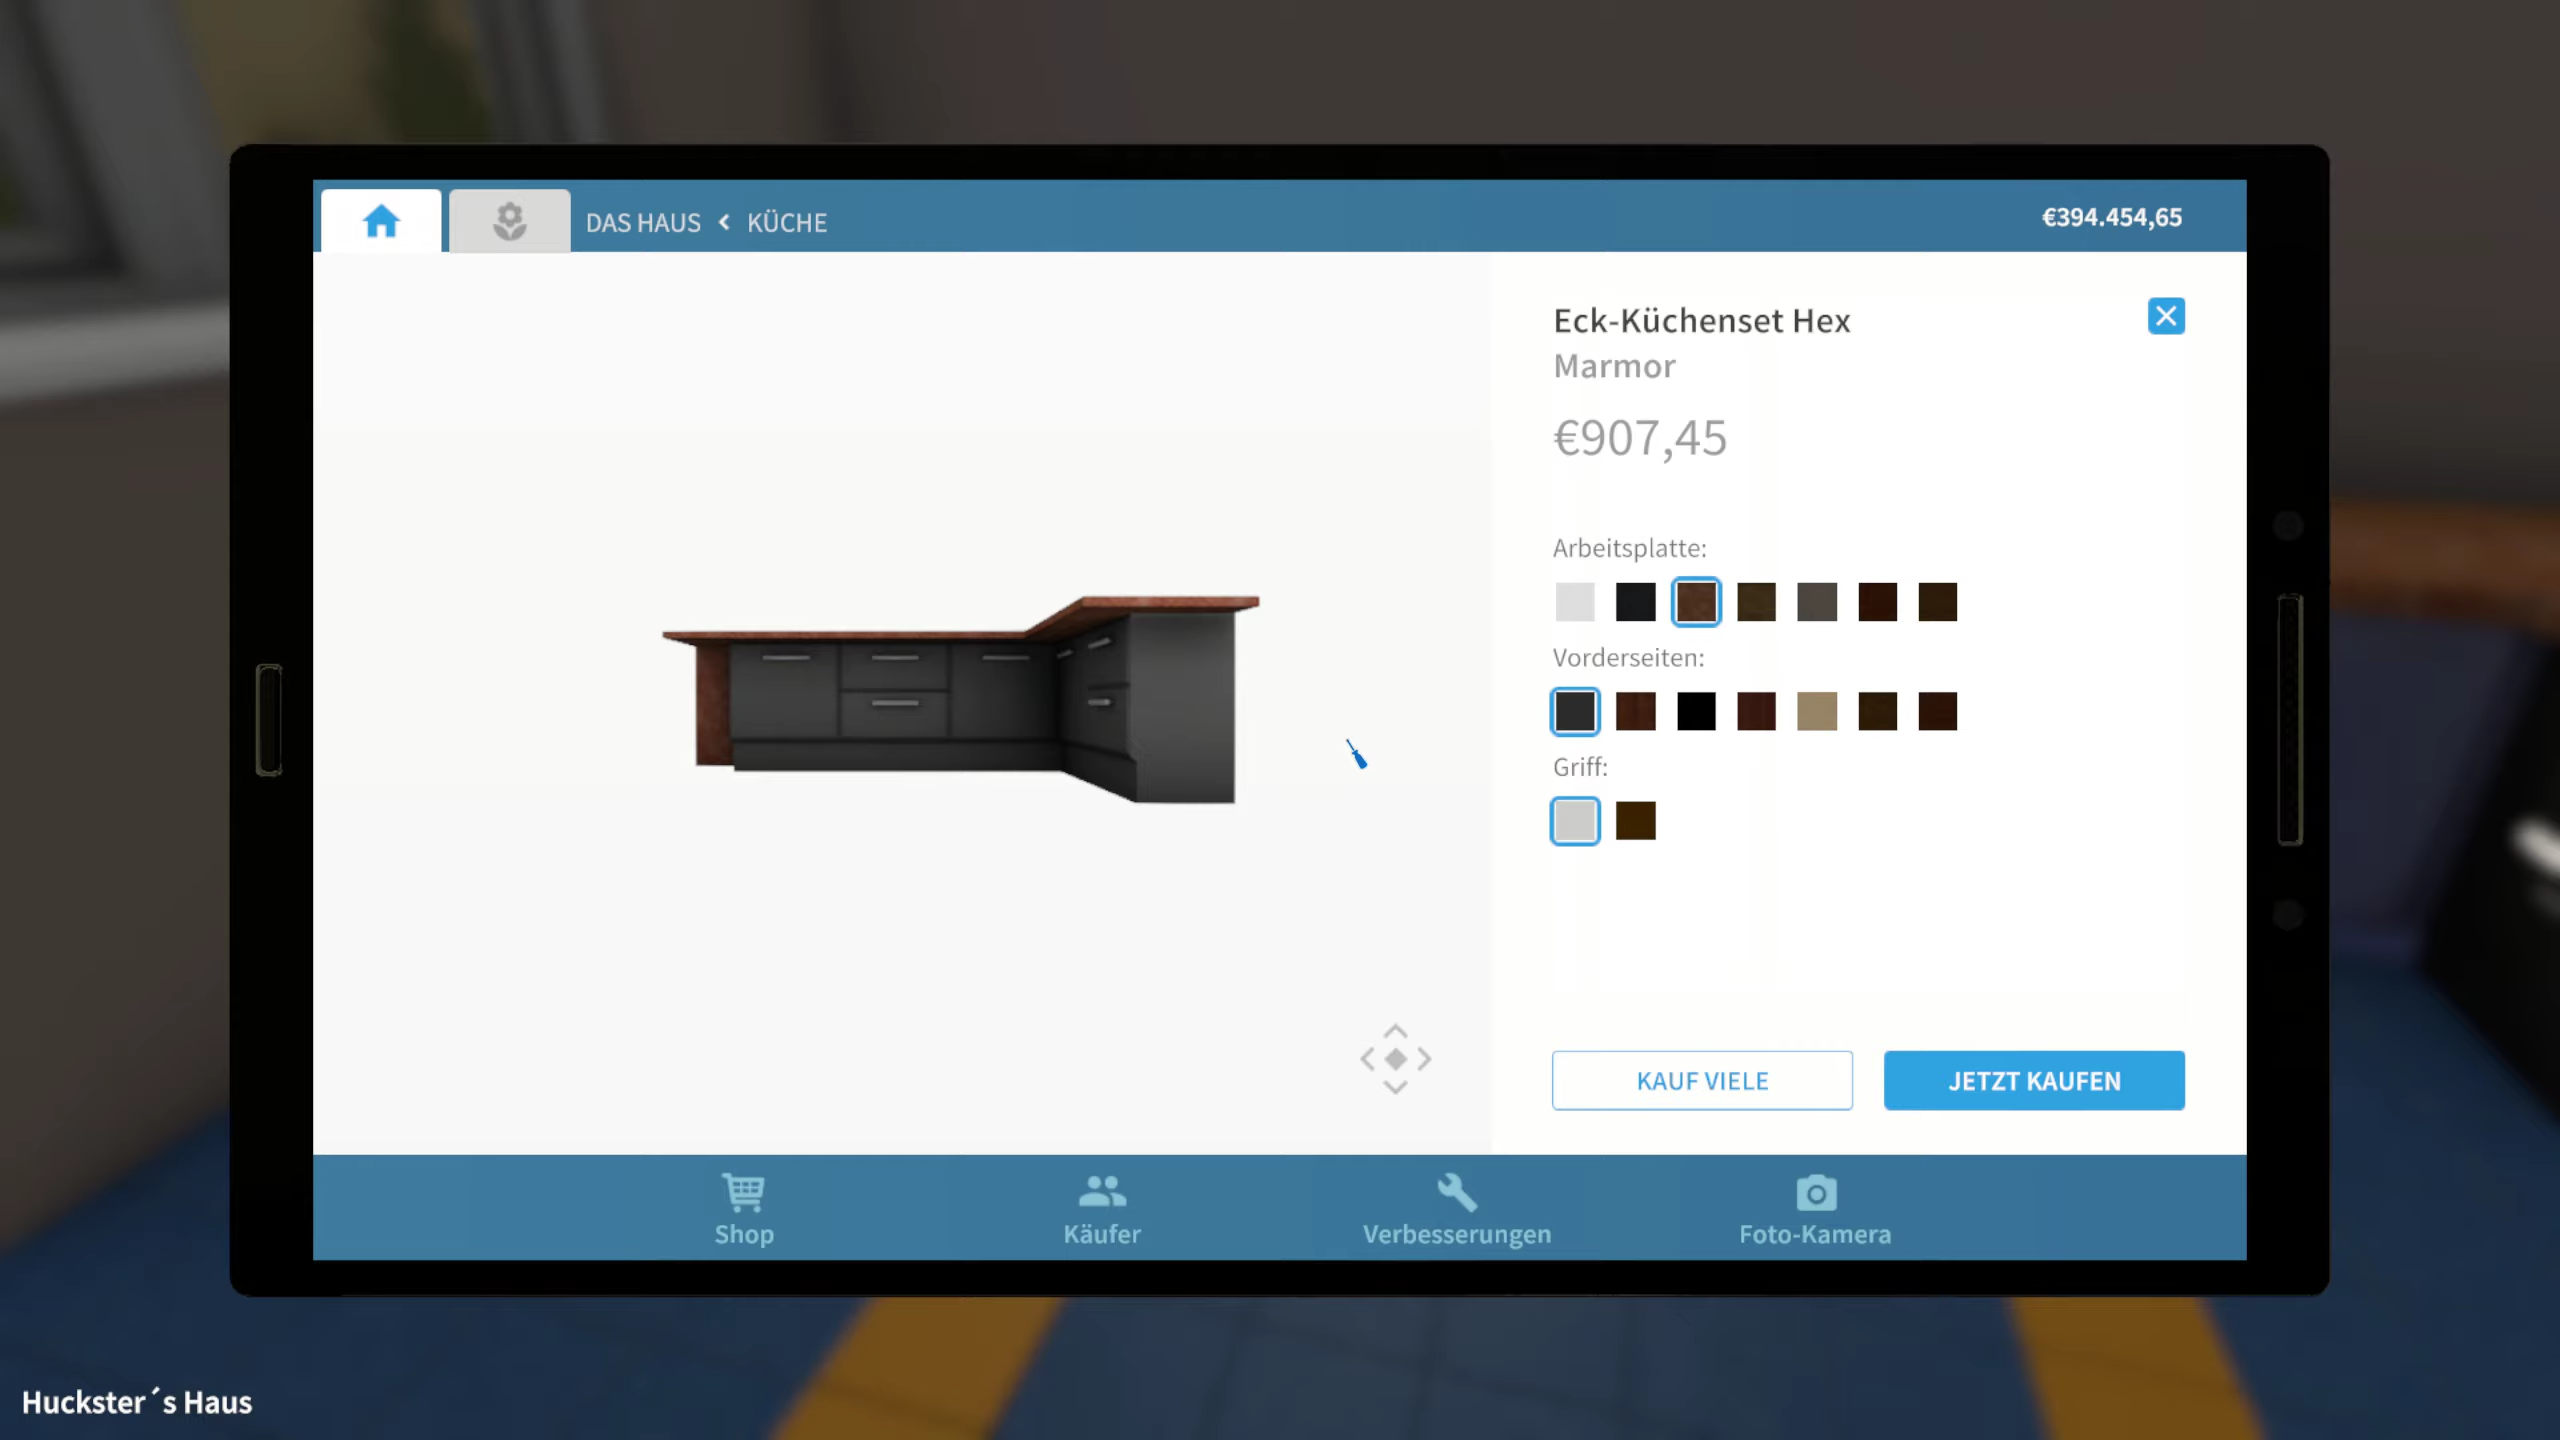 DAS HAUS < KÜCHE
€394.454,65
Eck-Küchenset Hex
Marmor
€907,45
Arbeitsplatte:
Vorderseiten:
Griff:
KAUF VIELE
JETZT KAUFEN
Shop
Käufer
Verbesserungen
Foto-Kamera
Huckster´s Haus